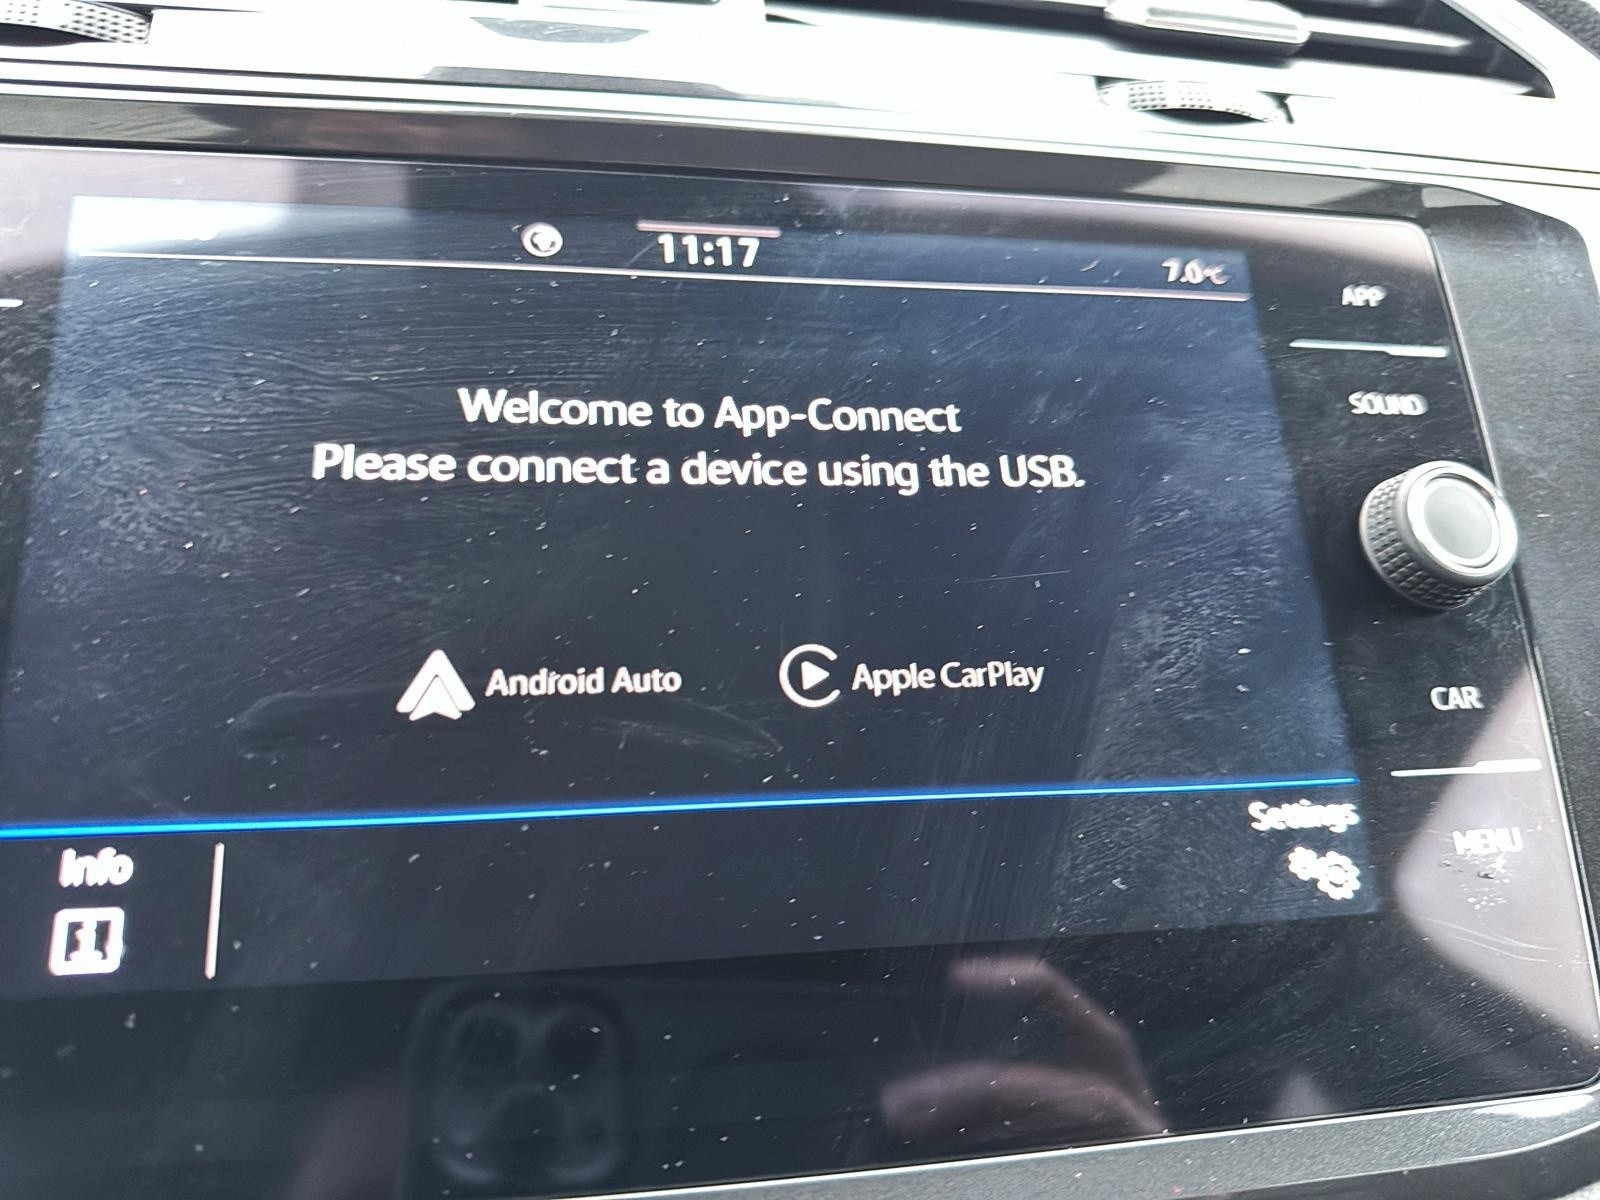 11:17
7.0°C
APP
Welcome to App-Connect
Please connect a device using the USB.
SOUND
Android Auto
Apple CarPlay
CAR
Settings
MENU
Info